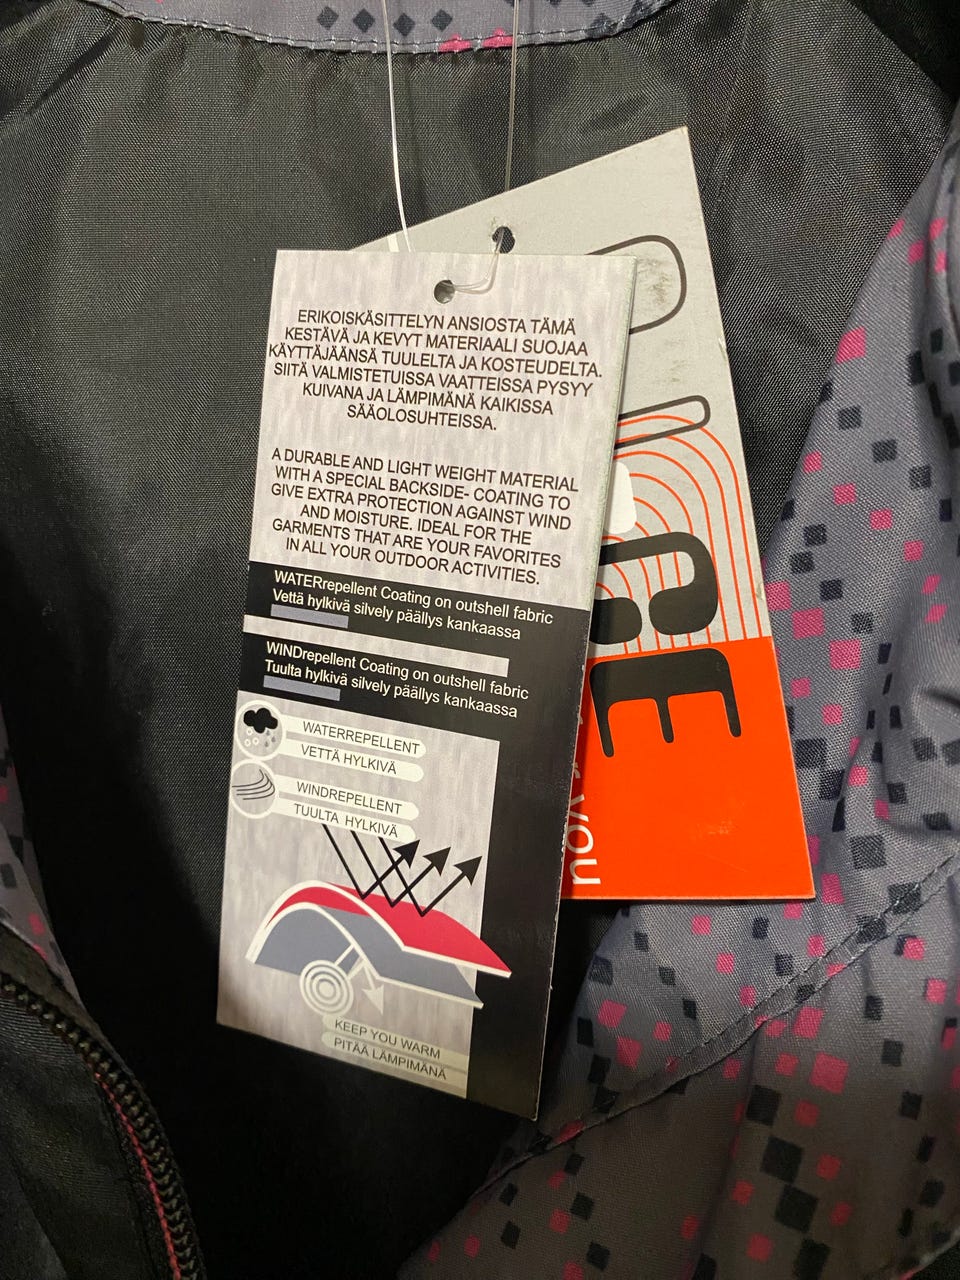 ERIKOISKÄSITTELYN ANSIOSTA TÄMÄ
KESTÄVÄ JA KEVYT MATERIAALI SUOJAA
KÄYTTÄJÄÄNSÄ TUULELTA JA KOSTEUDELTA.
SIITÄ VALMISTETUISSA VAATTEISSA PYSYY
KUIVANA JA LÄMPIMÄNÄ KAIKISSA
SÄÄOLOSUHTEISSA.
A DURABLE AND LIGHT WEIGHT MATERIAL
WITH A SPECIAL BACKSIDE- COATING TO
GIVE EXTRA PROTECTION AGAINST WIND
AND MOISTURE. IDEAL FOR THE
GARMENTS THAT ARE YOUR FAVORITES
IN ALL YOUR OUTDOOR ACTIVITIES.
WATERrepellent Coating on outshell fabric
Vettä hylkivä silvely päällys kankaassa
WINDrepellent Coating on outshell fabric
Tuulta hylkivä silvely päällys kankaassa
WATERREPELLENT
VETTÄ HYLKIVÄ
WINDREPELLENT
TUULTA HYLKIVÄ
KEEP YOU WARM
PITÄÄ LÄMPIMÄNÄ
CE
you